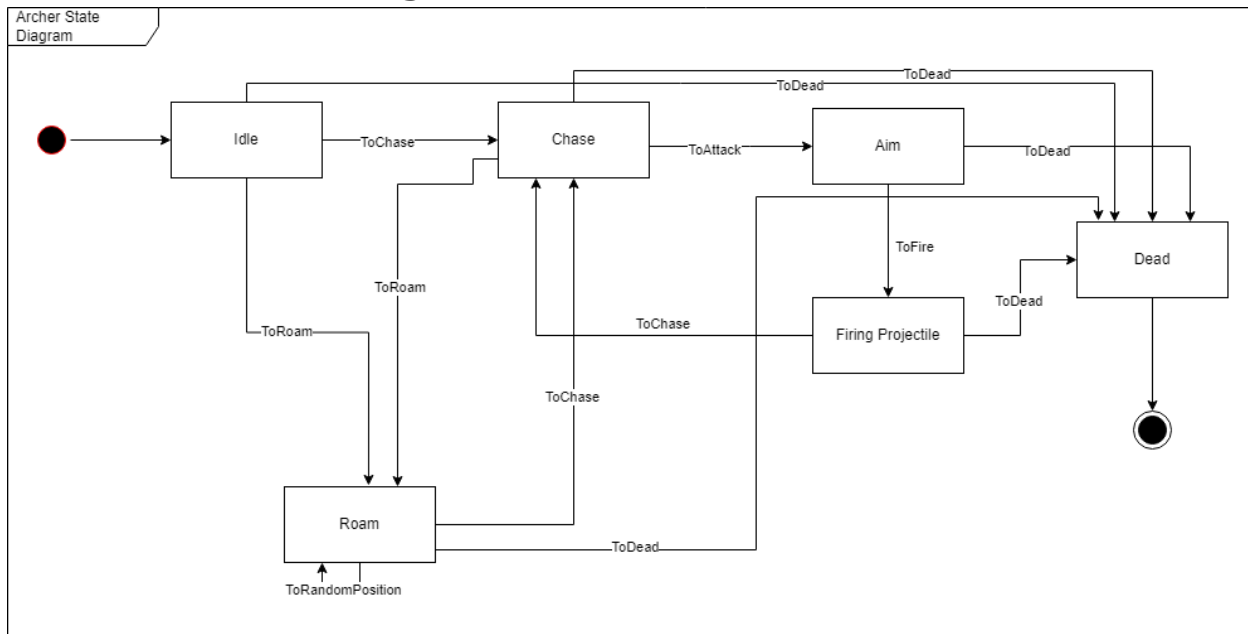 Archer State
Diagram
ToDead
ToDead
Idle
ToChase
Chase
ToAttack
Aim
ToDead
ToFire
Dead
ToRoam
ToDead
ToRoam
ToChase
Firing Projectile
ToChase
Roam
ToDead
ToRandomPosition